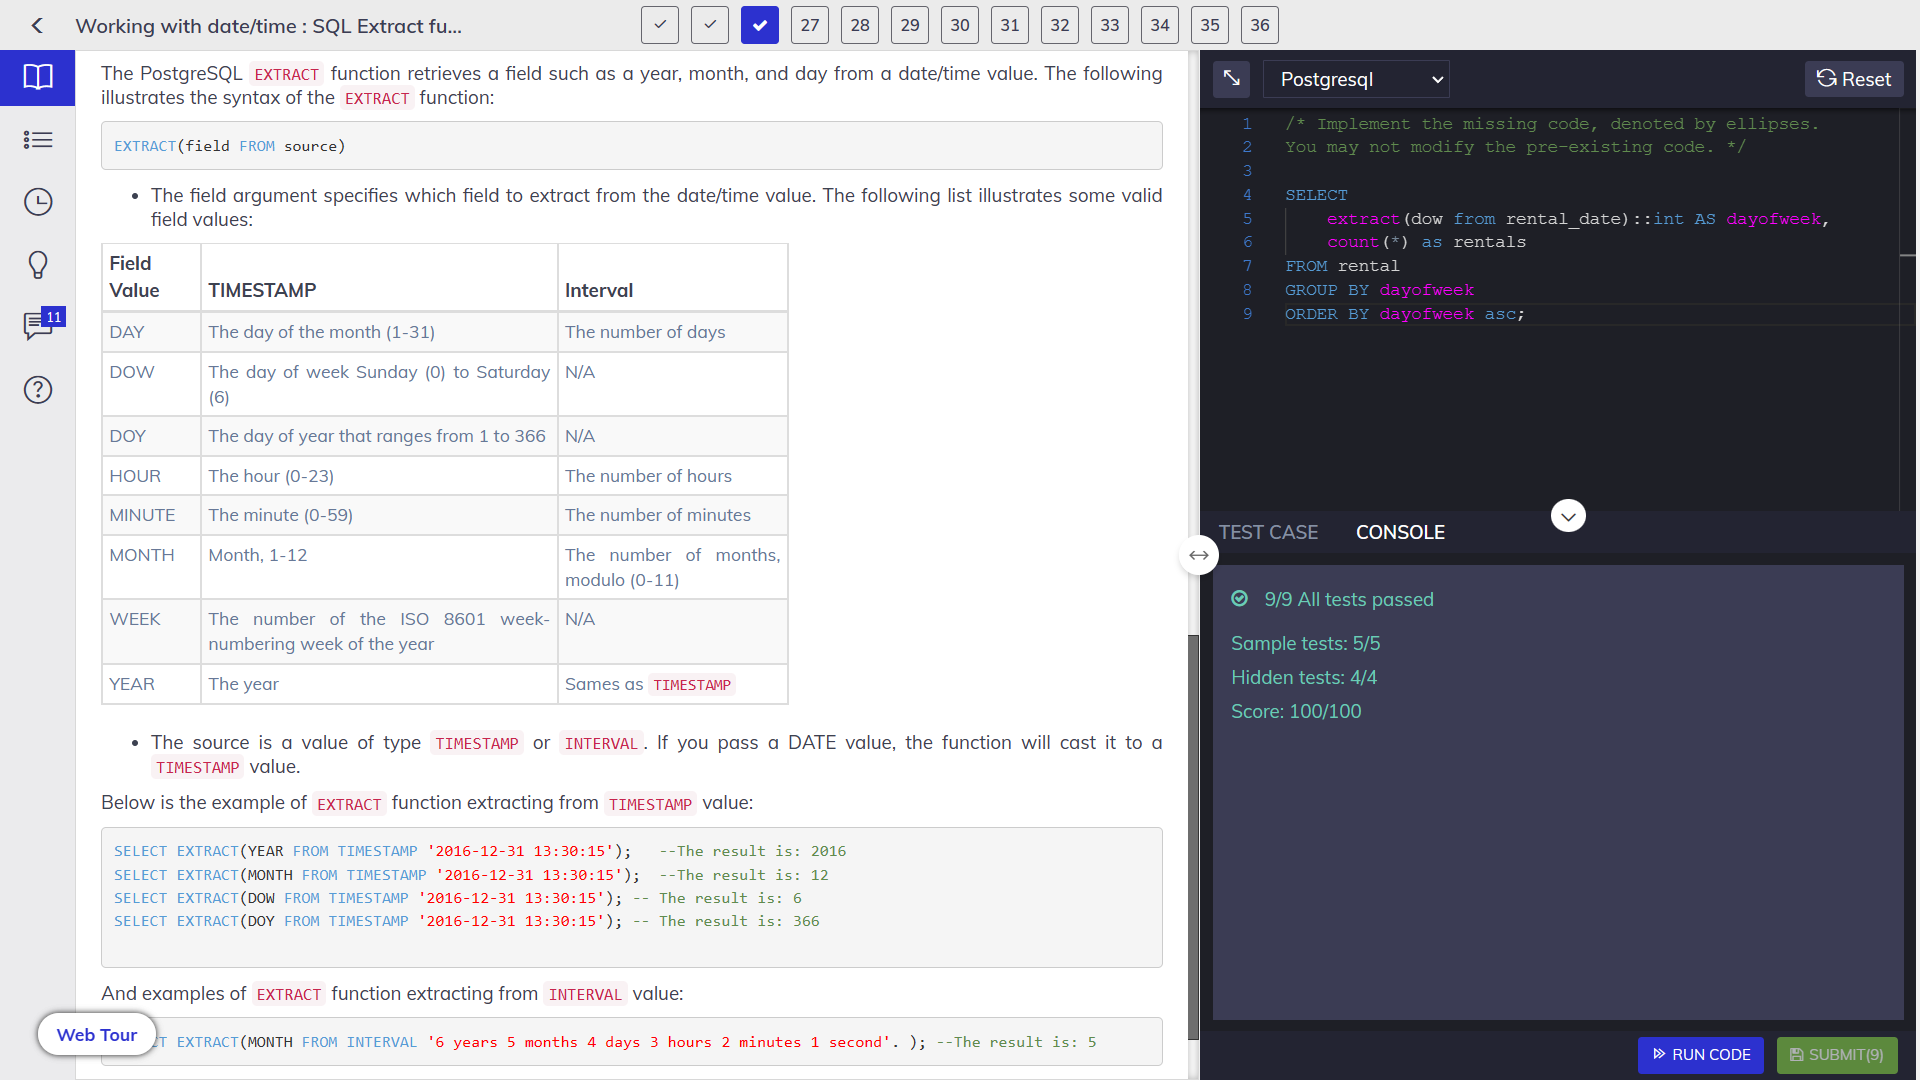 Working with date/time : SQL Extract fu...
27 28 29 30 31 32 33 34 35 36
11
The PostgreSQL EXTRACT function retrieves a field such as a year, month, and day from a date/time value. The following
illustrates the syntax of the EXTRACT function:
EXTRACT(field FROM source)
• The field argument specifies which field to extract from the date/time value. The following list illustrates some valid
field values:
Field
Value TIMESTAMP Interval
DAY The day of the month (1-31) The number of days
DOW The day of week Sunday (0) to Saturday N/A
(6)
DOY The day of year that ranges from 1 to 366 N/A
HOUR The hour (0-23) The number of hours
MINUTE The minute (0-59) The number of minutes
MONTH Month, 1-12 The number of months,
modulo (0-11)
WEEK The number of the ISO 8601 week- N/A
numbering week of the year
YEAR The year Sames as TIMESTAMP
• The source is a value of type TIMESTAMP or INTERVAL. If you pass a DATE value, the function will cast it to a
TIMESTAMP value.
Below is the example of EXTRACT function extracting from TIMESTAMP value:
SELECT EXTRACT(YEAR FROM TIMESTAMP '2016-12-31 13:30:15');   --The result is: 2016
SELECT EXTRACT(MONTH FROM TIMESTAMP '2016-12-31 13:30:15');  --The result is: 12
SELECT EXTRACT(DOW FROM TIMESTAMP '2016-12-31 13:30:15'); -- The result is: 6
SELECT EXTRACT(DOY FROM TIMESTAMP '2016-12-31 13:30:15'); -- The result is: 366
And examples of EXTRACT function extracting from INTERVAL value:
Web Tour
T EXTRACT(MONTH FROM INTERVAL '6 years 5 months 4 days 3 hours 2 minutes 1 second'. ); --The result is: 5
Postgresql
Reset
1 /* Implement the missing code, denoted by ellipses.
2 You may not modify the pre-existing code. */
3
4 SELECT
5 extract(dow from rental_date)::int AS dayofweek,
6 count(*) as rentals
7 FROM rental
8 GROUP BY dayofweek
9 ORDER BY dayofweek asc;
TEST CASE CONSOLE
9/9 All tests passed
Sample tests: 5/5
Hidden tests: 4/4
Score: 100/100
RUN CODE SUBMIT(9)